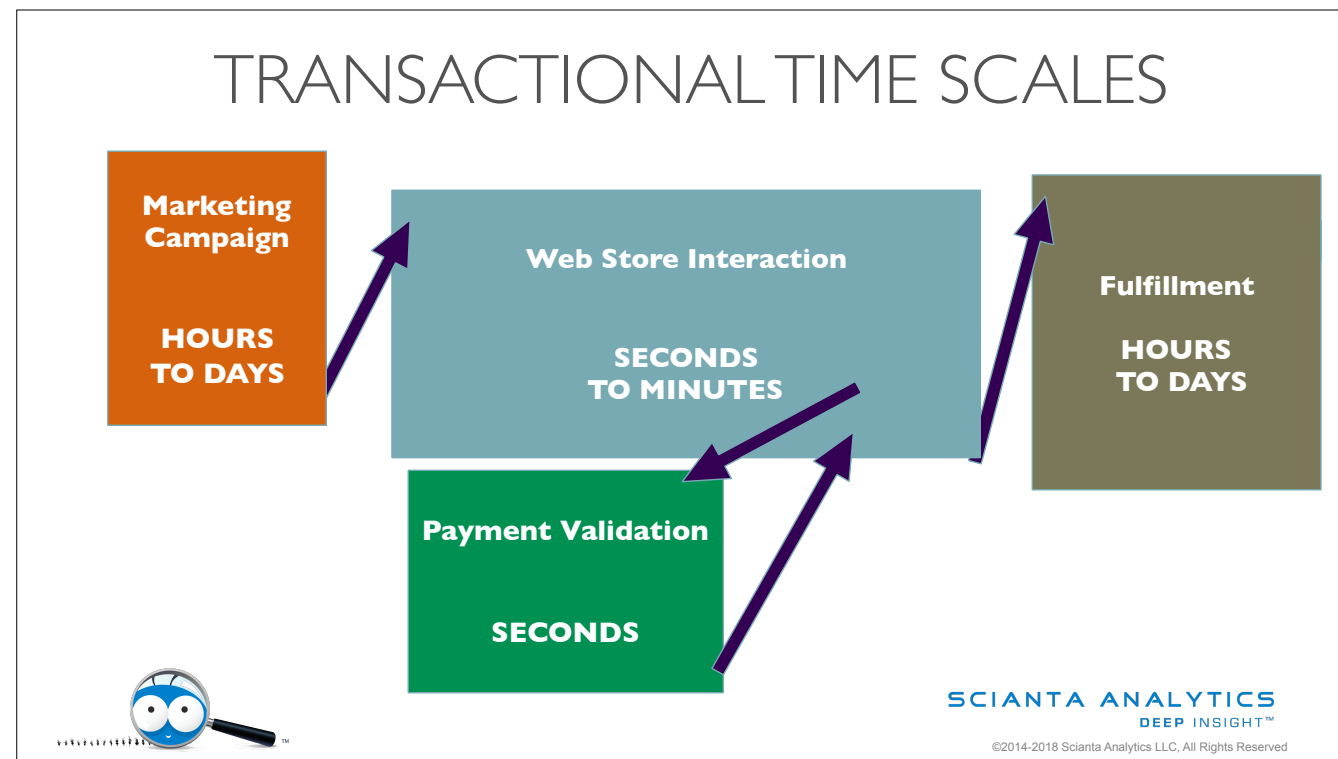 TRANSACTIONAL TIME SCALES
Marketing
Campaign
HOURS
TO DAYS
Web Store Interaction
SECONDS
TO MINUTES
Fulfillment
HOURS
TO DAYS
Payment Validation
SECONDS
TM
SCIANTA ANALYTICS
DEEP INSIGHT™
©2014-2018 Scianta Analytics LLC, All Rights Reserved